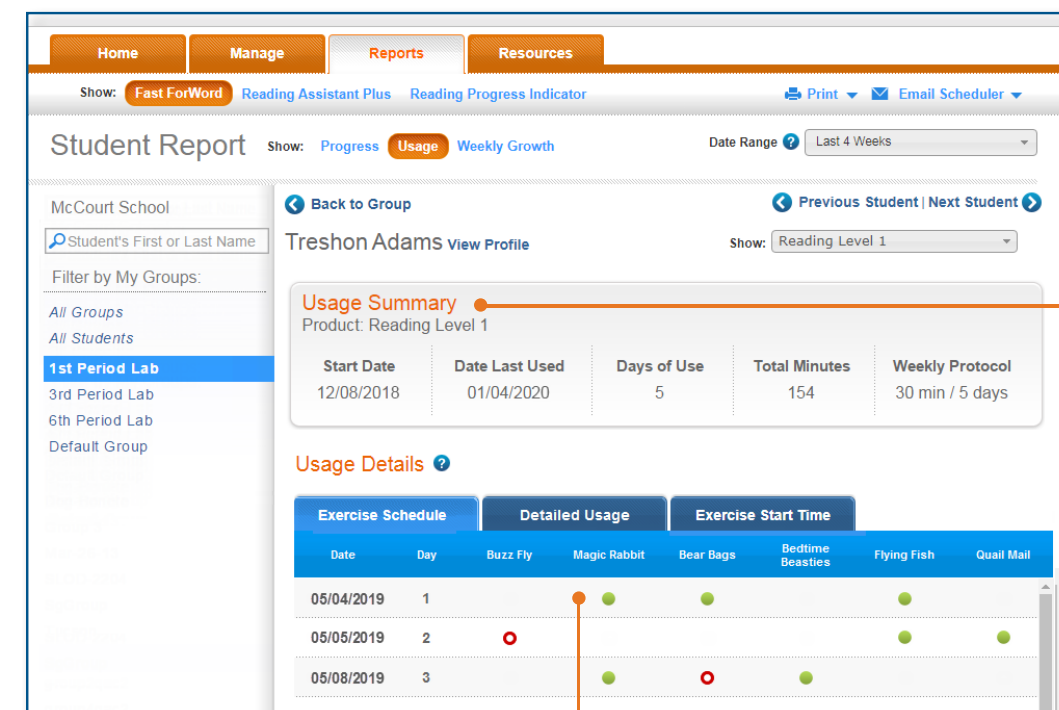 Home Manage Reports Resources
Show: Fast ForWord Reading Assistant Plus Reading Progress Indicator Print Email Scheduler
Student Report Show: Progress Usage Weekly Growth Date Range ? Last 4 Weeks
McCourt School
Student's First or Last Name
Filter by My Groups:
All Groups
All Students
1st Period Lab
3rd Period Lab
6th Period Lab
Default Group
Back to Group Previous Student | Next Student
Treshon Adams View Profile Show: Reading Level 1
Usage Summary
Product: Reading Level 1
Start Date Date Last Used Days of Use Total Minutes Weekly Protocol
12/08/2018 01/04/2020 5 154 30 min / 5 days
Usage Details ?
Exercise Schedule Detailed Usage Exercise Start Time
Date Day Buzz Fly Magic Rabbit Bear Bags Bedtime Beasties Flying Fish Quail Mail
05/04/2019 1
05/05/2019 2
05/08/2019 3